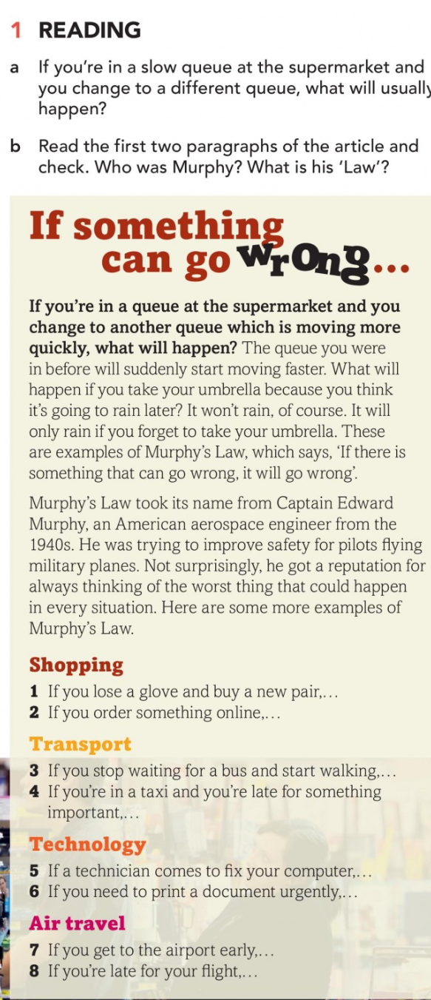 1 READING
a If you're in a slow queue at the supermarket and
you change to a different queue, what will usually
happen?
b Read the first two paragraphs of the article and
check. Who was Murphy? What is his 'Law'?
If something
can go wrong...
If you're in a queue at the supermarket and you
change to another queue which is moving more
quickly, what will happen? The queue you were
in before will suddenly start moving faster. What will
happen if you take your umbrella because you think
it's going to rain later? It won't rain, of course. It will
only rain if you forget to take your umbrella. These
are examples of Murphy's Law, which says, 'If there is
something that can go wrong, it will go wrong'.
Murphy's Law took its name from Captain Edward
Murphy, an American aerospace engineer from the
1940s. He was trying to improve safety for pilots flying
military planes. Not surprisingly, he got a reputation for
always thinking of the worst thing that could happen
in every situation. Here are some more examples of
Murphy's Law.
Shopping
1 If you lose a glove and buy a new pair,...
2 If you order something online,...
Transport
3 If you stop waiting for a bus and start walking,...
4 If you're in a taxi and you're late for something
important,...
Technology
5 If a technician comes to fix your computer,...
6 If you need to print a document urgently,...
Air travel
7 If you get to the airport early,...
8 If you're late for your flight,...